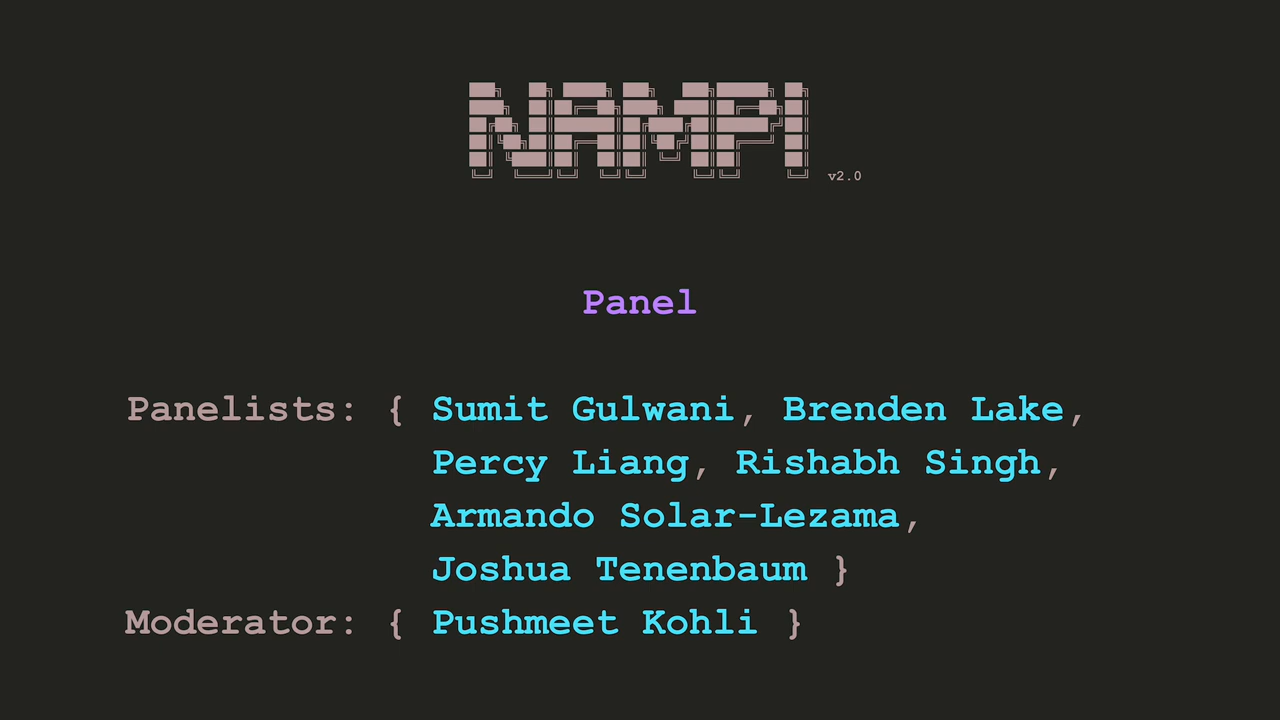 NAMPI
v2.0
Panel
Panelists: { Sumit Gulwani, Brenden Lake,
Percy Liang, Rishabh Singh,
Armando Solar-Lezama,
Joshua Tenenbaum }
Moderator: { Pushmeet Kohli }